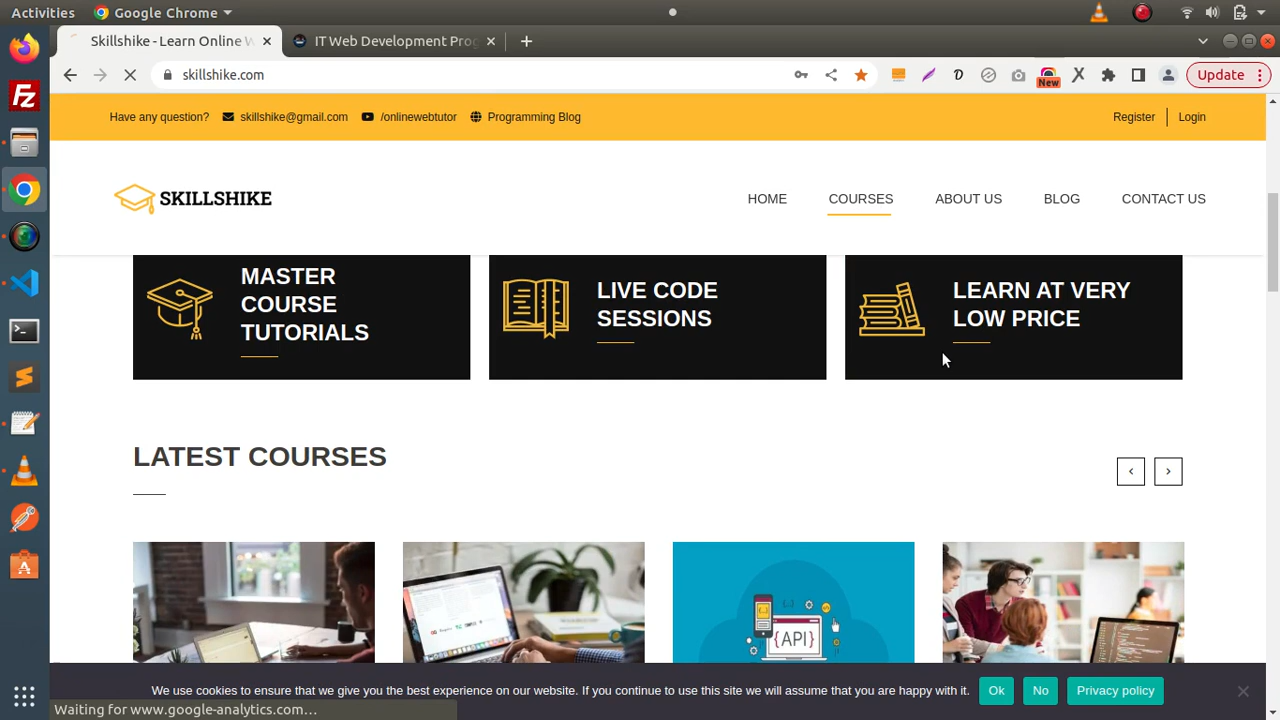 Activities Google Chrome
Skillshike - Learn Online W IT Web Development Prog
skillshike.com New Update
Have any question? skillshike@gmail.com /onlinewebtutor Programming Blog Register Login
SKILLSHIKE HOME COURSES ABOUT US BLOG CONTACT US
MASTER
COURSE
TUTORIALS
LIVE CODE
SESSIONS
LEARN AT VERY
LOW PRICE
LATEST COURSES
{API}
We use cookies to ensure that we give you the best experience on our website. If you continue to use this site we will assume that you are happy with it. Ok No Privacy policy
Waiting for www.google-analytics.com...